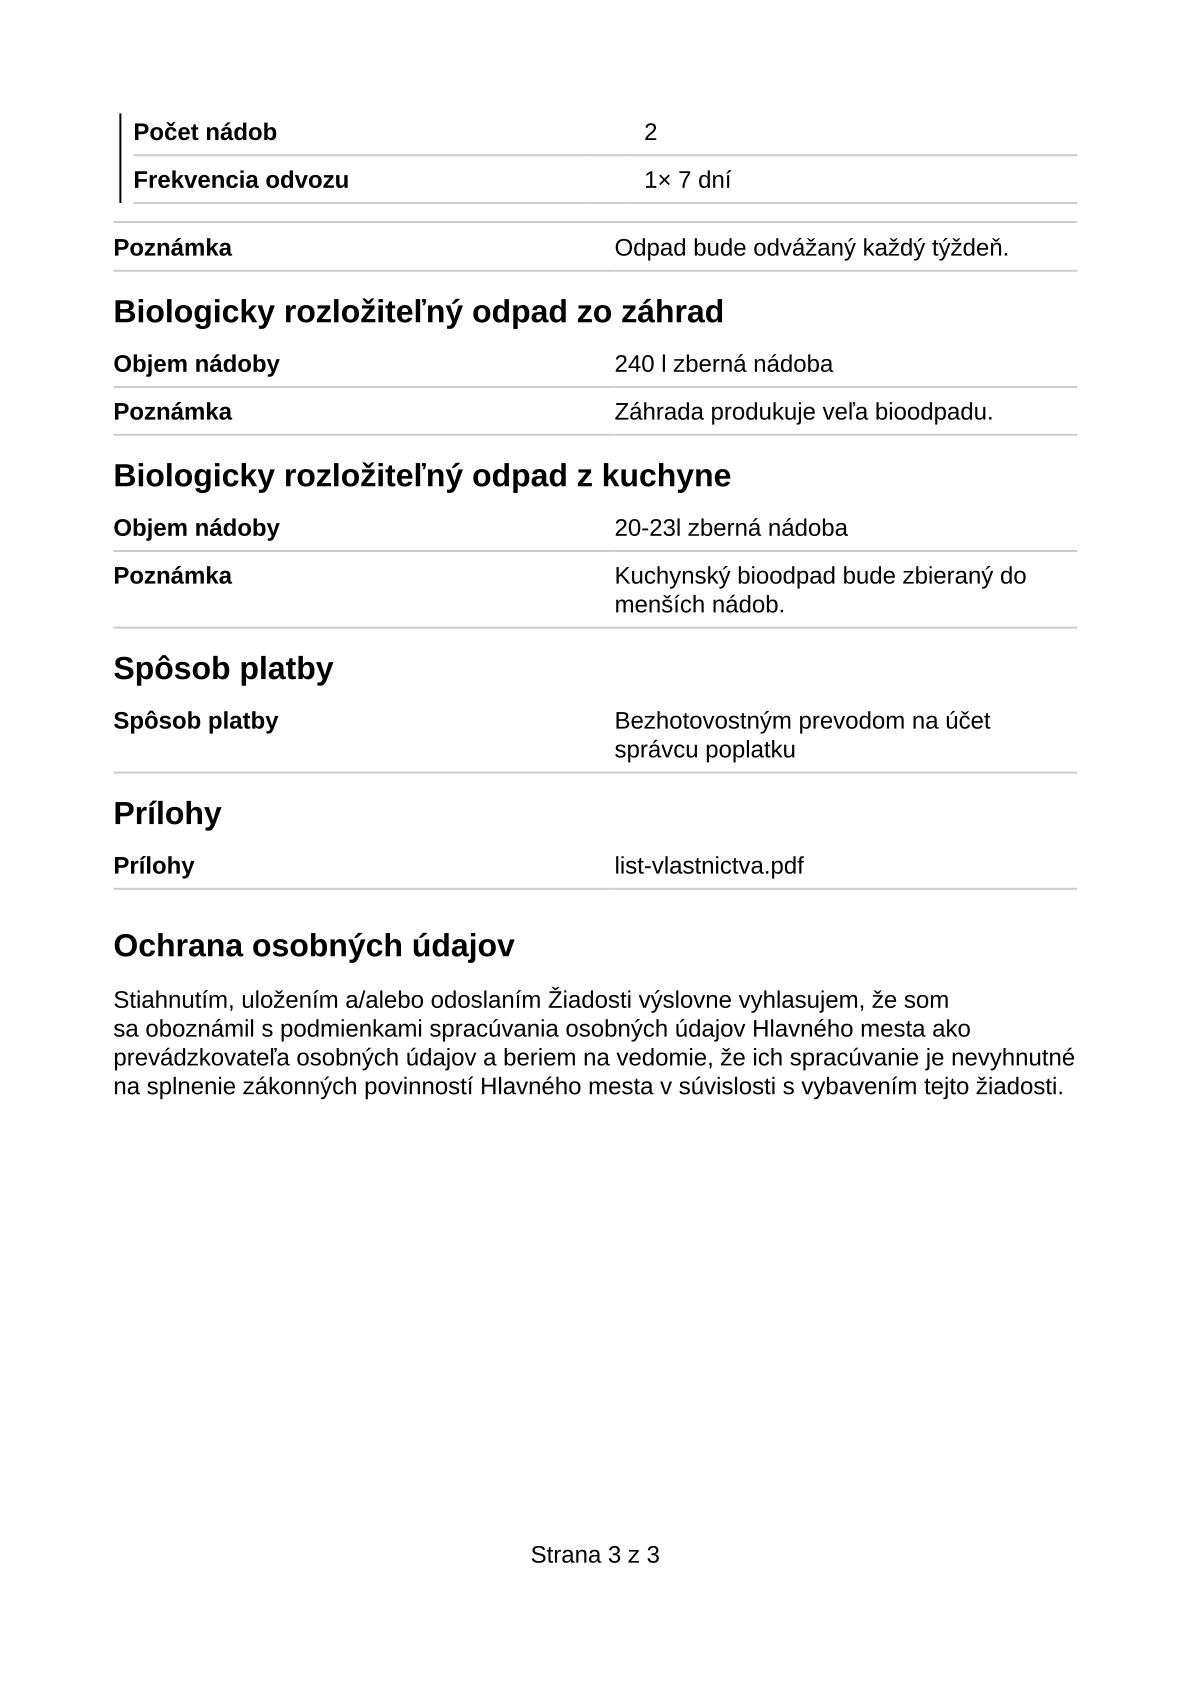 Počet nádob 2
Frekvencia odvozu 1× 7 dní
Poznámka Odpad bude odvážaný každý týždeň.
Biologicky rozložiteľný odpad zo záhrad
Objem nádoby 240 l zberná nádoba
Poznámka Záhrada produkuje veľa bioodpadu.
Biologicky rozložiteľný odpad z kuchyne
Objem nádoby 20-23l zberná nádoba
Poznámka Kuchynský bioodpad bude zbieraný do
menších nádob.
Spôsob platby
Spôsob platby Bezhotovostným prevodom na účet
správcu poplatku
Prílohy
Prílohy list-vlastnictva.pdf
Ochrana osobných údajov
Stiahnutím, uložením a/alebo odoslaním Žiadosti výslovne vyhlasujem, že som
sa oboznámil s podmienkami spracúvania osobných údajov Hlavného mesta ako
prevádzkovateľa osobných údajov a beriem na vedomie, že ich spracúvanie je nevyhnutné
na splnenie zákonných povinností Hlavného mesta v súvislosti s vybavením tejto žiadosti.
Strana 3 z 3